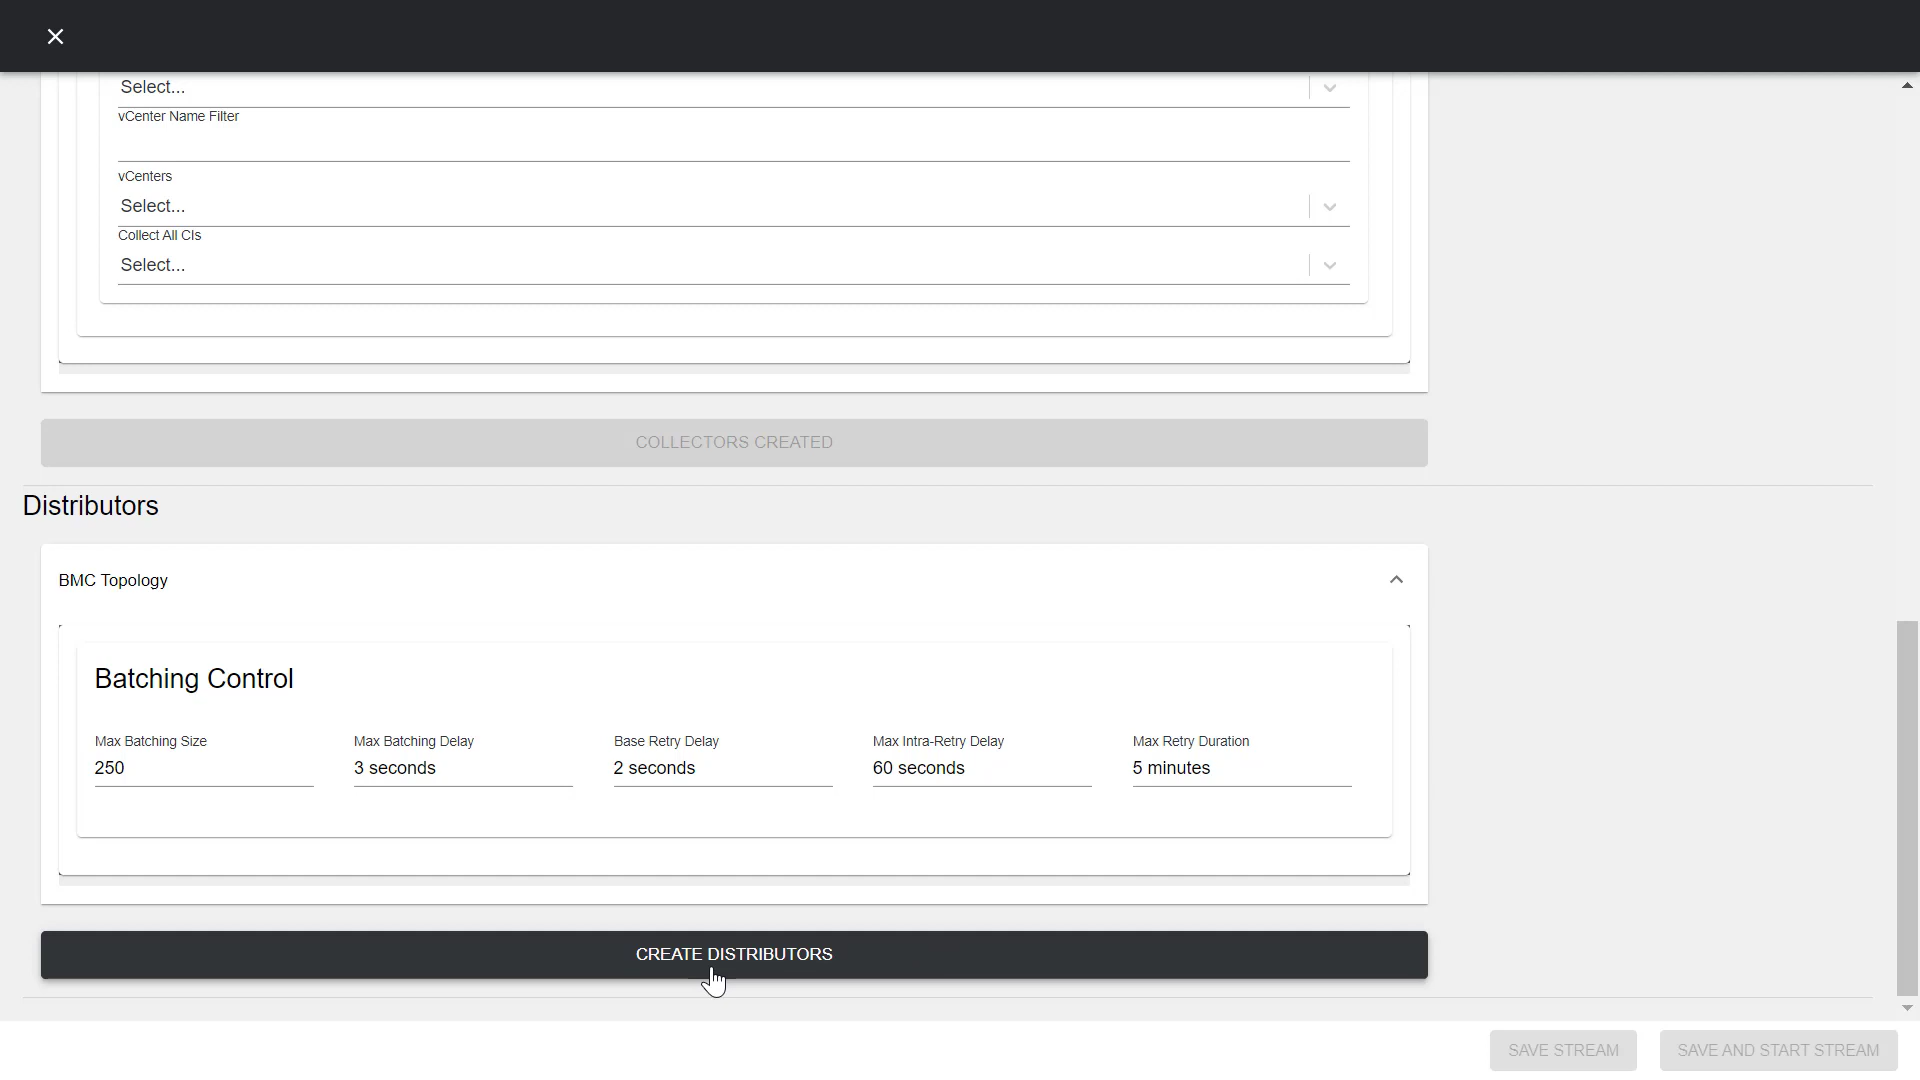 Select...
vCenter Name Filter
vCenters
Select...
Collect All CIs
Select...
COLLECTORS CREATED
Distributors
BMC Topology
Batching Control
Max Batching Size
Max Batching Delay
Base Retry Delay
Max Intra-Retry Delay
Max Retry Duration
250
3 seconds
2 seconds
60 seconds
5 minutes
CREATE DISTRIBUTORS
SAVE STREAM
SAVE AND START STREAM